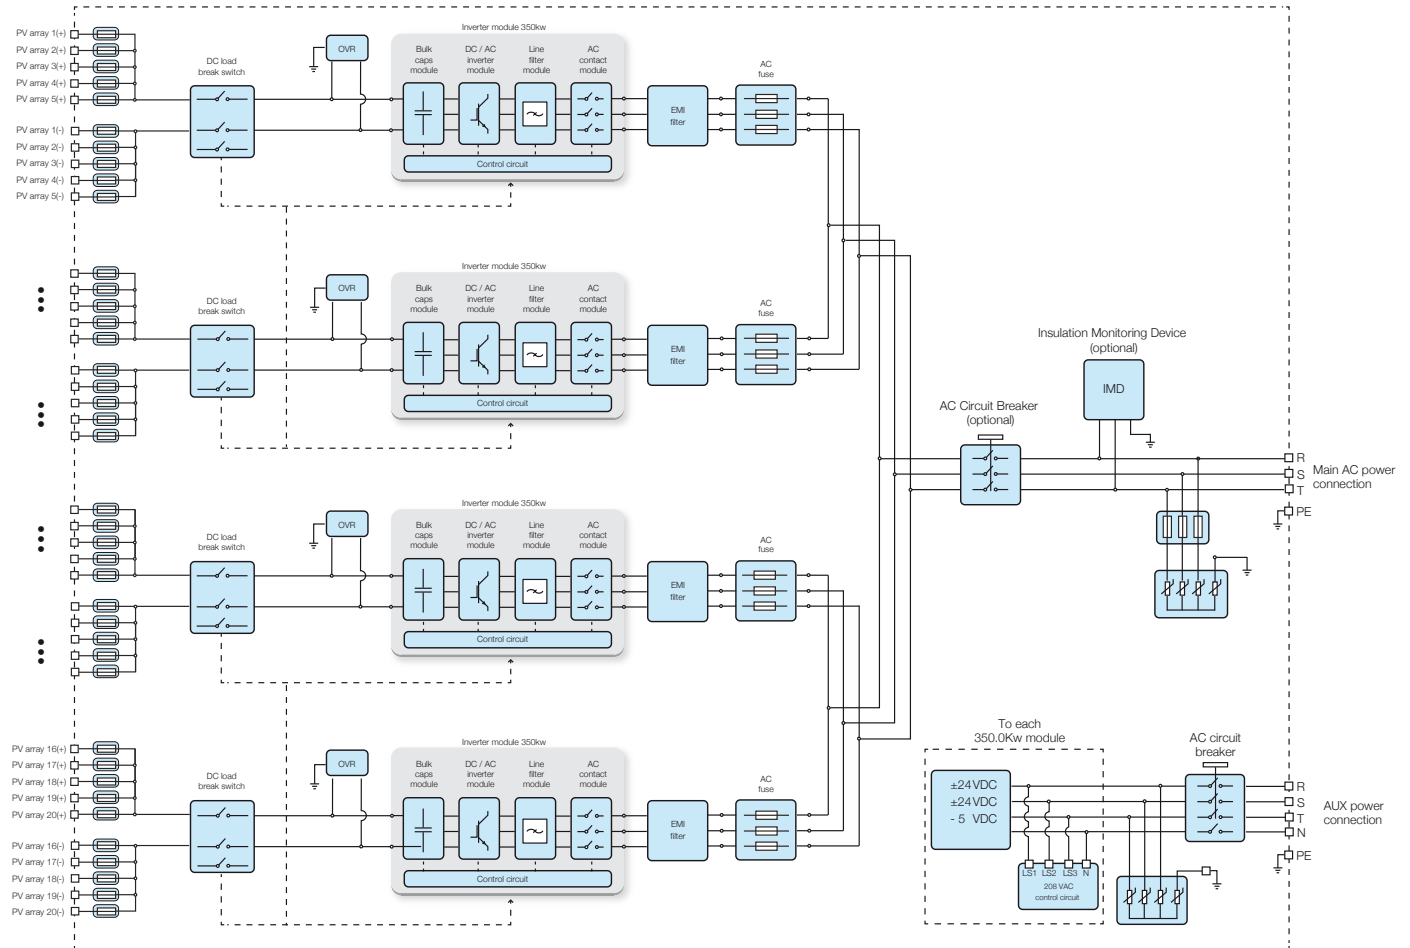 PV array 1(+)
PV array 2(+)
PV array 3(+)
PV array 4(+)
PV array 5(+)
PV array 1(-)
PV array 2(-)
PV array 3(-)
PV array 4(-)
PV array 5(-)
DC load
break switch
OVR
Inverter module 350kw
Bulk
caps
module
DC / AC
inverter
module
Line
filter
module
AC
contact
module
Control circuit
EMI
filter
AC
fuse
DC load
break switch
OVR
Inverter module 350kw
Bulk
caps
module
DC / AC
inverter
module
Line
filter
module
AC
contact
module
Control circuit
EMI
filter
AC
fuse
DC load
break switch
OVR
Inverter module 350kw
Bulk
caps
module
DC / AC
inverter
module
Line
filter
module
AC
contact
module
Control circuit
EMI
filter
AC
fuse
PV array 16(+)
PV array 17(+)
PV array 18(+)
PV array 19(+)
PV array 20(+)
PV array 16(-)
PV array 17(-)
PV array 18(-)
PV array 19(-)
PV array 20(-)
DC load
break switch
OVR
Inverter module 350kw
Bulk
caps
module
DC / AC
inverter
module
Line
filter
module
AC
contact
module
Control circuit
EMI
filter
AC
fuse
AC Circuit Breaker
(optional)
Insulation Monitoring Device
(optional)
IMD
R
S
T
PE
Main AC power
connection
To each
350.0Kw module
±24VDC
±24VDC
- 5 VDC
LS1 LS2 LS3 N
208 VAC
control circuit
AC circuit
breaker
R
S
T
N
PE
AUX power
connection